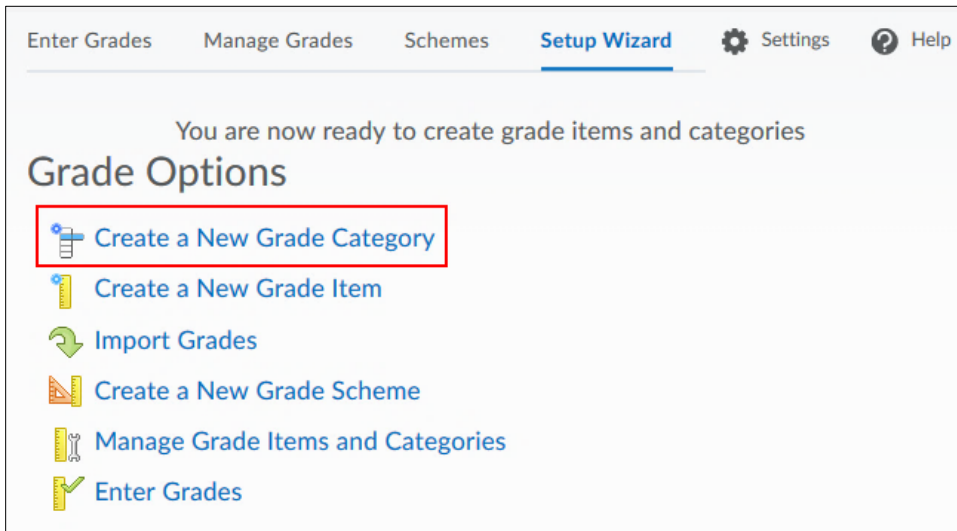 Enter Grades Manage Grades Schemes Setup Wizard Settings Help
You are now ready to create grade items and categories
Grade Options
Create a New Grade Category
Create a New Grade Item
Import Grades
Create a New Grade Scheme
Manage Grade Items and Categories
Enter Grades